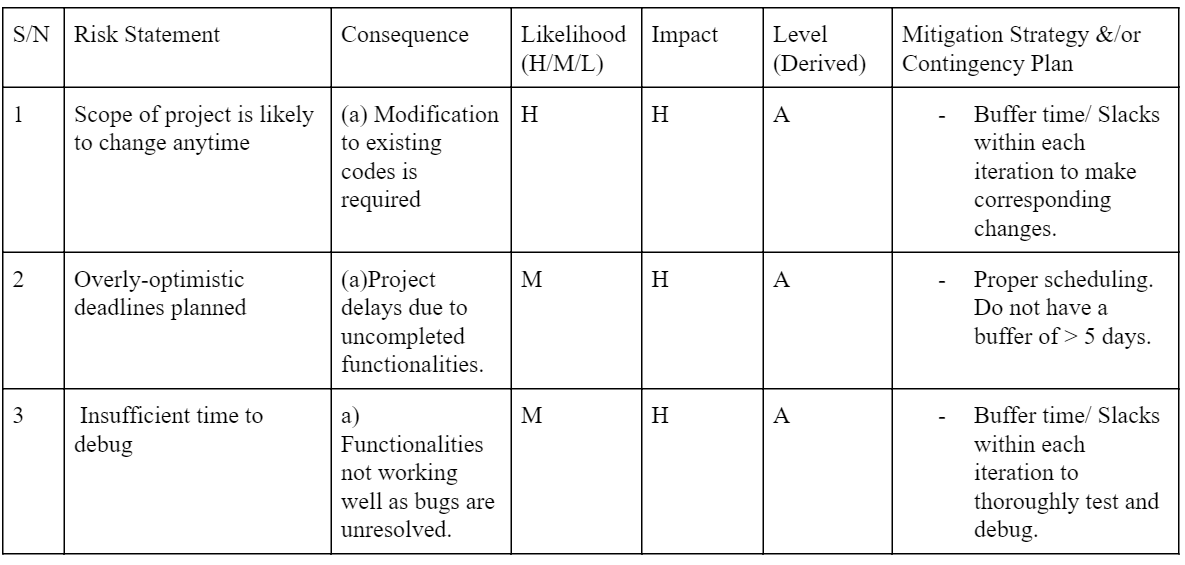 S/N
Risk Statement
Consequence
Likelihood
(H/M/L)
Impact
Level
(Derived)
Mitigation Strategy &/or
Contingency Plan
1
Scope of project is likely
to change anytime
(a) Modification
to existing
codes is
required
H
H
A
- Buffer time/ Slacks
within each
iteration to make
corresponding
changes.
2
Overly-optimistic
deadlines planned
(a)Project
delays due to
uncompleted
functionalities.
M
H
A
- Proper scheduling.
Do not have a
buffer of > 5 days.
3
Insufficient time to
debug
a)
Functionalities
not working
well as bugs are
unresolved.
M
H
A
- Buffer time/ Slacks
within each
iteration to
thoroughly test and
debug.